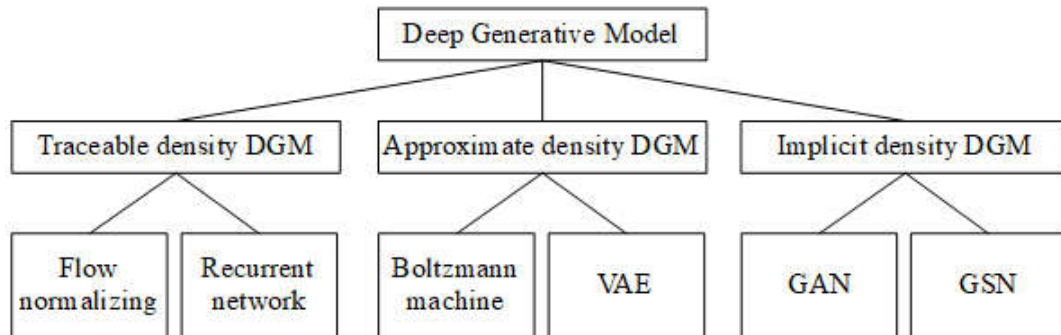 Deep Generative Model
Traceable density DGM
Approximate density DGM
Implicit density DGM
Flow
normalizing
Recurrent
network
Boltzmann
machine
VAE
GAN
GSN